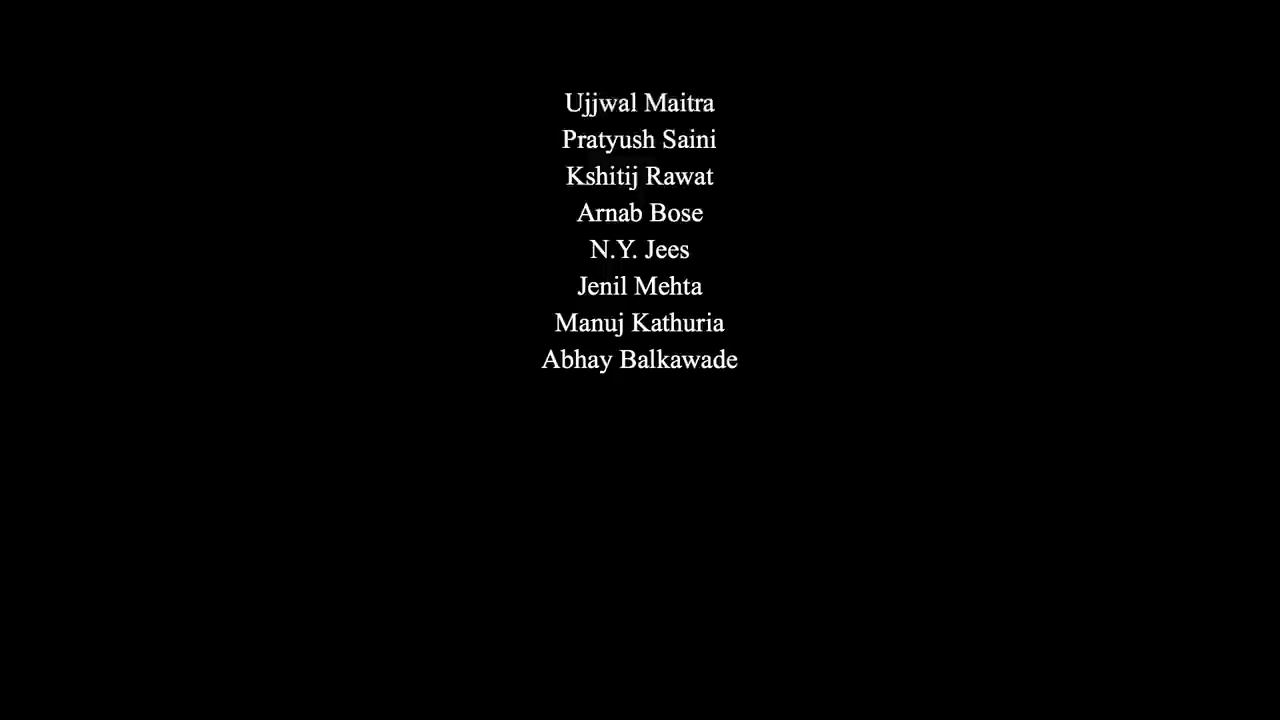 Ujjwal Maitra
Pratyush Saini
Kshitij Rawat
Arnab Bose
N.Y. Jees
Jenil Mehta
Manuj Kathuria
Abhay Balkawade